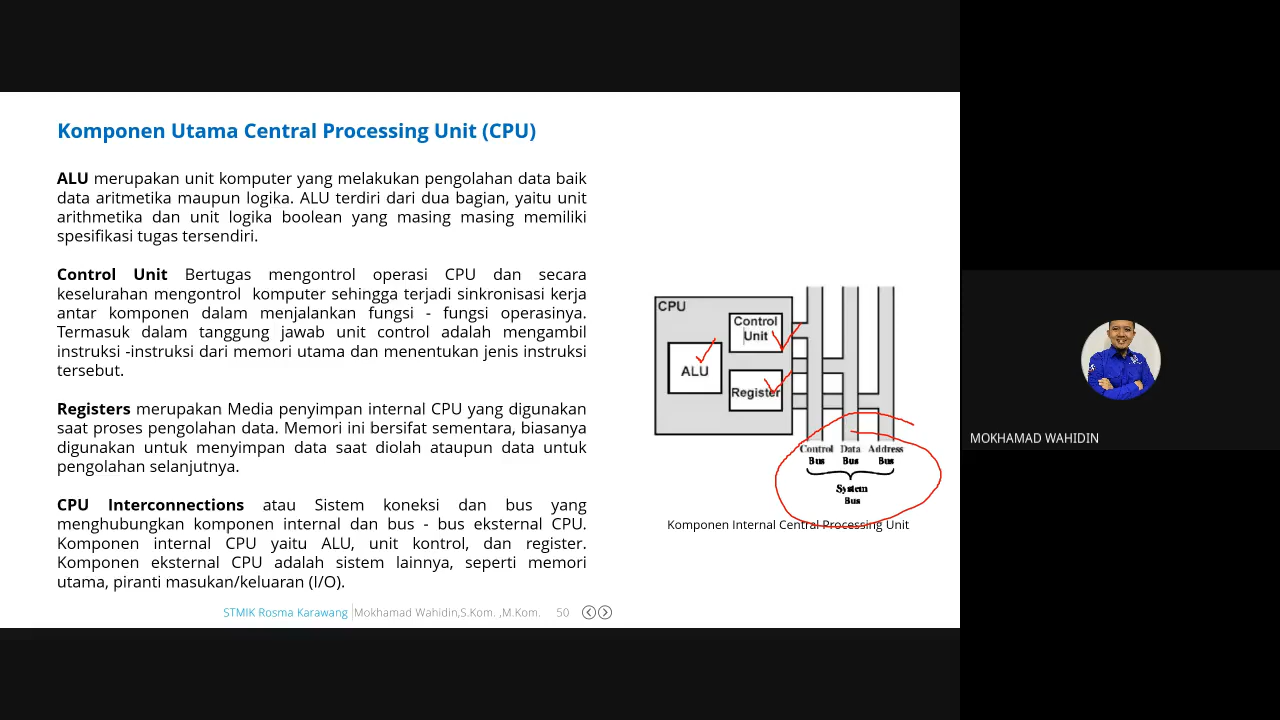 Komponen Utama Central Processing Unit (CPU)
ALU merupakan unit komputer yang melakukan pengolahan data baik
data aritmetika maupun logika. ALU terdiri dari dua bagian, yaitu unit
arithmetika dan unit logika boolean yang masing masing memiliki
spesifikasi tugas tersendiri.
Control Unit Bertugas mengontrol operasi CPU dan secara
keselurahan mengontrol komputer sehingga terjadi sinkronisasi kerja
antar komponen dalam menjalankan fungsi - fungsi operasinya.
Termasuk dalam tanggung jawab unit control adalah mengambil
instruksi -instruksi dari memori utama dan menentukan jenis instruksi
tersebut.
Registers merupakan Media penyimpan internal CPU yang digunakan
saat proses pengolahan data. Memori ini bersifat sementara, biasanya
digunakan untuk menyimpan data saat diolah ataupun data untuk
pengolahan selanjutnya.
CPU Interconnections atau Sistem koneksi dan bus yang
menghubungkan komponen internal dan bus - bus eksternal CPU.
Komponen internal CPU yaitu ALU, unit kontrol, dan register.
Komponen eksternal CPU adalah sistem lainnya, seperti memori
utama, piranti masukan/keluaran (I/O).
CPU
Control
Unit
ALU
Register
Control Data Address
Bus Bus Bus
System
Bus
Komponen Internal Central Processing Unit
STMIK Rosma Karawang Mokhamad Wahidin,S.Kom. ,M.Kom. 50
MOKHAMAD WAHIDIN